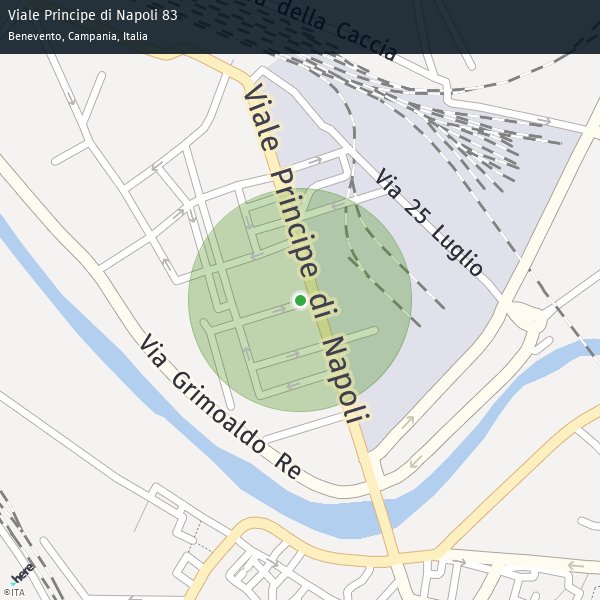 Viale Principe di Napoli 83
Benevento, Campania, Italia
della Caccia
Viale Principe di Napoli
Via 25 Luglio
Via Grimoaldo Re
here
©ITA